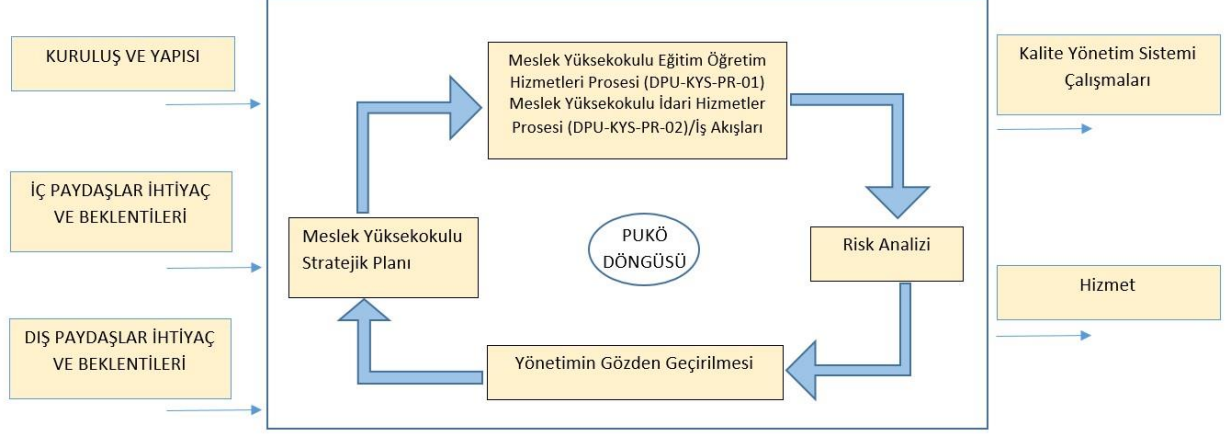 KURULUŞ VE YAPISI
İÇ PAYDAŞLAR İHTİYAÇ
VE BEKLENTİLERİ
DIŞ PAYDAŞLAR İHTİYAÇ
VE BEKLENTİLERİ
Meslek Yüksekokulu Eğitim Öğretim
Hizmetleri Prosesi (DPU-KYS-PR-01)
Meslek Yüksekokulu İdari Hizmetler
Prosesi (DPU-KYS-PR-02)/İş Akışları
Meslek Yüksekokulu
Stratejik Planı
PUKÖ
DÖNGÜSÜ
Risk Analizi
Yönetimin Gözden Geçirilmesi
Kalite Yönetim Sistemi
Çalışmaları
Hizmet